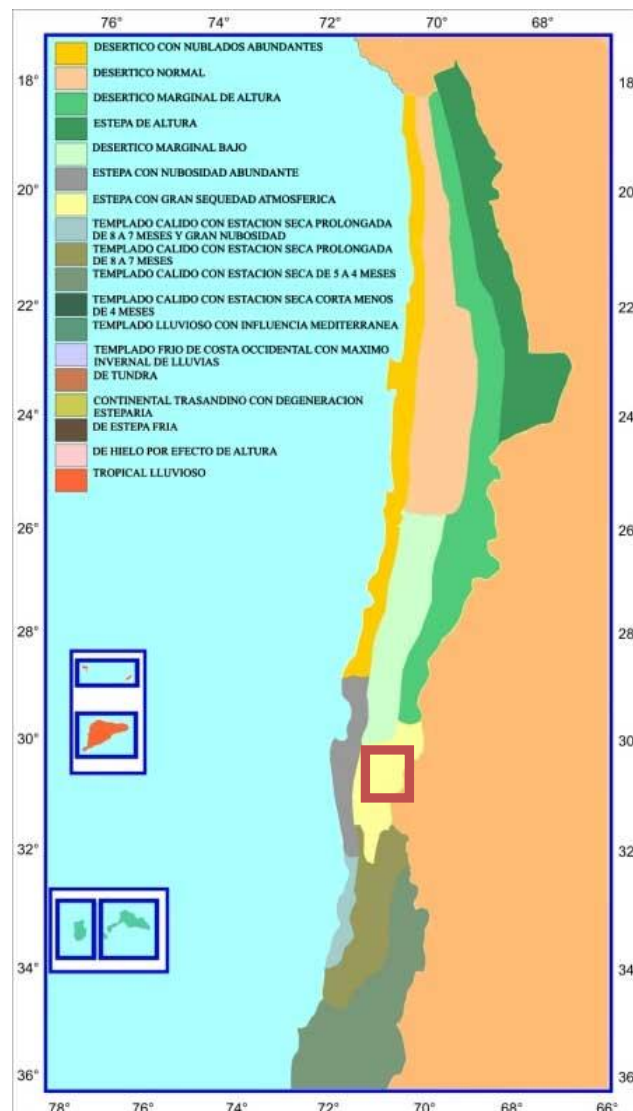 76° 74° 72° 70° 68°
DESERTICO CON NUBLADOS ABUNDANTES
DESERTICO NORMAL
DESERTICO MARGINAL DE ALTURA
ESTEPA DE ALTURA
DESERTICO MARGINAL BAJO
ESTEPA CON NUBOSIDAD ABUNDANTE
ESTEPA CON GRAN SEQUEDAD ATMOSFERICA
TEMPLADO CALIDO CON ESTACION SECA PROLONGADA
DE 8 A 7 MESES Y GRAN NUBOSIDAD
TEMPLADO CALIDO CON ESTACION SECA PROLONGADA
DE 8 A 7 MESES
TEMPLADO CALIDO CON ESTACION SECA DE 5 A 4 MESES
TEMPLADO CALIDO CON ESTACION SECA CORTA MENOS
DE 4 MESES
TEMPLADO LLUVIOSO CON INFLUENCIA MEDITERRANEA
TEMPLADO FRIO DE COSTA OCCIDENTAL CON MAXIMO
INVERNAL DE LLUVIAS
DE TUNDRA
CONTINENTAL TRASANDINO CON DEGENERACION
ESTEPARIA
DE ESTEPA FRIA
DE HIELO POR EFECTO DE ALTURA
TROPICAL LLUVIOSO
18° 18
20° 20
22° 22
24° 24
26° 26
28° 28
30° 30
32° 32
34° 34
36° 36
78° 76° 74° 72° 70° 68° 66°